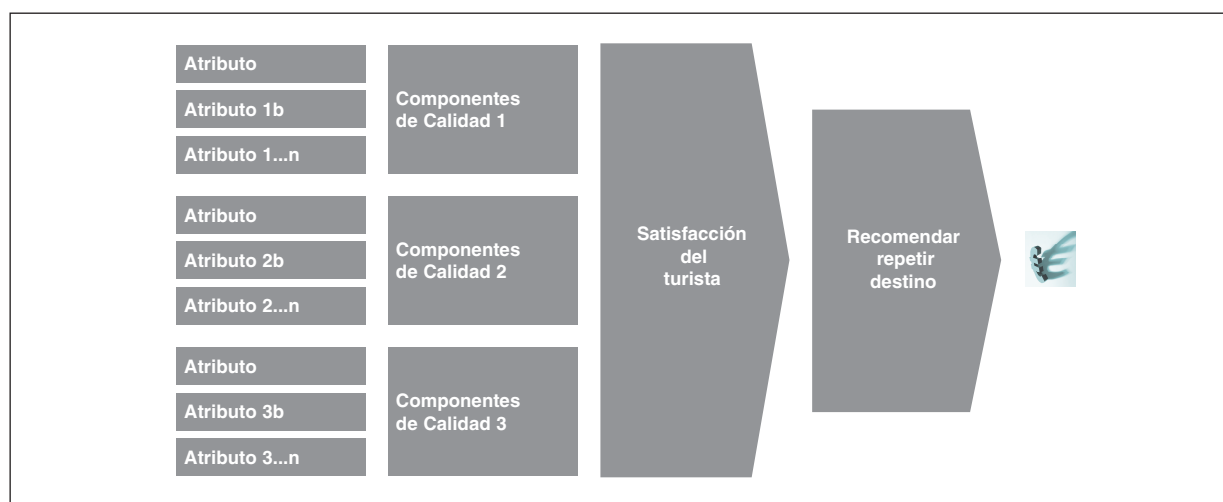 Atributo
Atributo 1b
Atributo 1...n
Componentes
de Calidad 1
Atributo
Atributo 2b
Atributo 2...n
Componentes
de Calidad 2
Atributo
Atributo 3b
Atributo 3...n
Componentes
de Calidad 3
Satisfacción
del
turista
Recomendar
repetir
destino